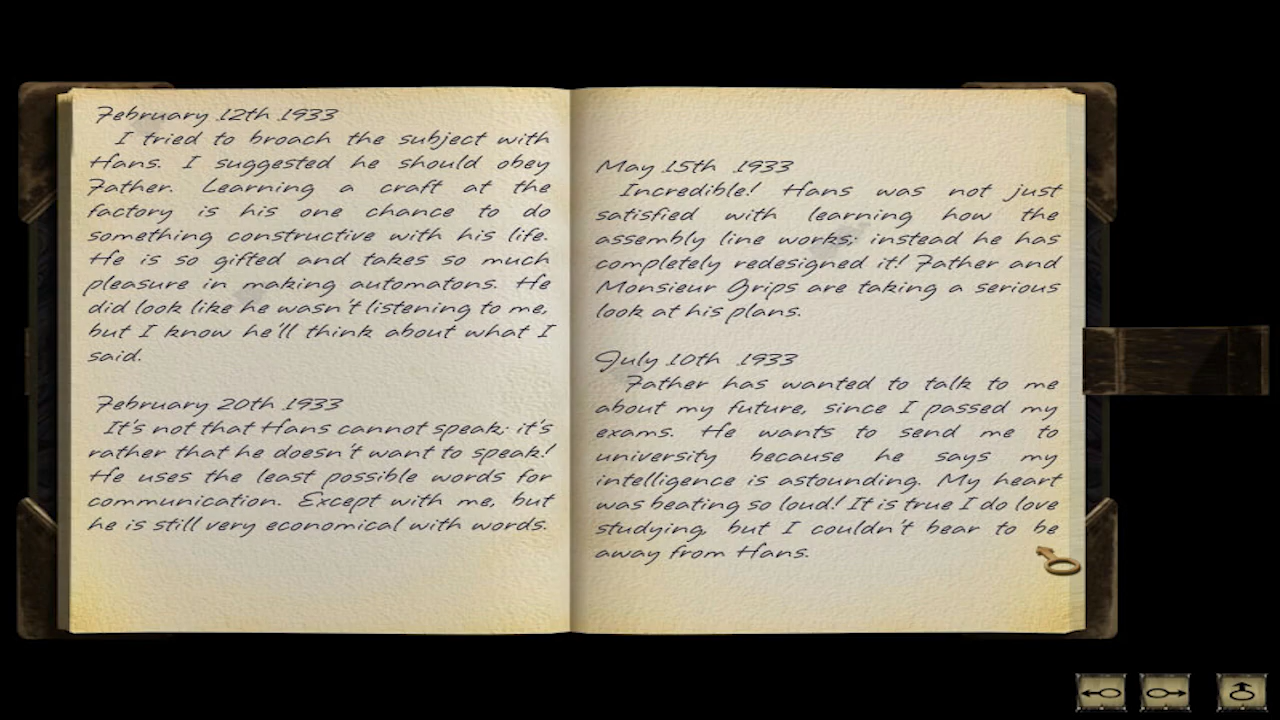 February 12th 1933
I tried to broach the subject with
Hans. I suggested he should obey
Father. Learning a craft at the
factory is his one chance to do
something constructive with his life.
He is so gifted and takes so much
pleasure in making automatons. He
did look like he wasn't listening to me,
but I know he'll think about what I
said.
February 20th 1933
It's not that Hans cannot speak; it's
rather that he doesn't want to speak!
He uses the least possible words for
communication. Except with me, but
he is still very economical with words.
May 15th 1933
Incredible! Hans was not just
satisfied with learning how the
assembly line works; instead he has
completely redesigned it! Father and
Monsieur Grips are taking a serious
look at his plans.
July 10th 1933
Father has wanted to talk to me
about my future, since I passed my
exams. He wants to send me to
university because he says my
intelligence is astounding. My heart
was beating so loud! It is true I do love
studying, but I couldn't bear to be
away from Hans.